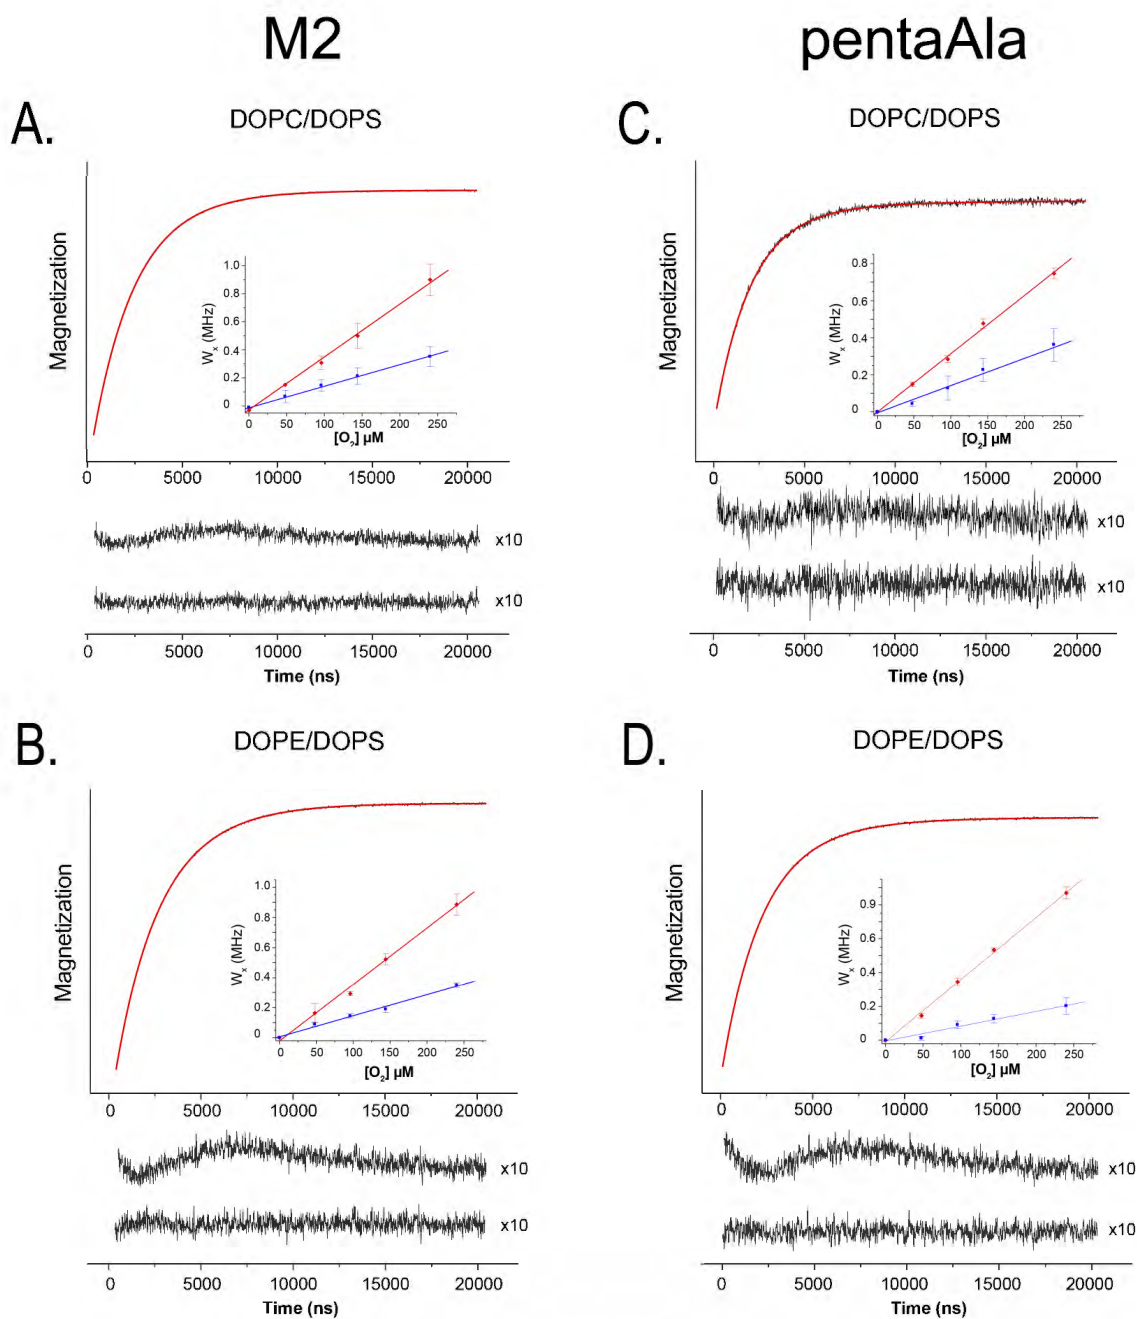 M2
pentaAla
A.
DOPC/DOPS
Magnetization
W_x (MHz)
1.0
0.8
0.6
0.4
0.2
0
0 50 100 150 200 250
[O₂] µM
0 5000 10000 15000 20000
x10
x10
0 5000 10000 15000 20000
Time (ns)
B.
DOPE/DOPS
Magnetization
W_x (MHz)
1.0
0.8
0.6
0.4
0.2
0
0 50 100 150 200 250
[O₂] µM
0 5000 10000 15000 20000
x10
x10
0 5000 10000 15000 20000
Time (ns)
C.
DOPC/DOPS
Magnetization
W_x (MHz)
0.8
0.6
0.4
0.2
0
0 50 100 150 200 250
[O₂] µM
0 5000 10000 15000 20000
x10
x10
0 5000 10000 15000 20000
Time (ns)
D.
DOPE/DOPS
Magnetization
W_x (MHz)
0.9
0.6
0.4
0.2
0
0 50 100 150 200 250
[O₂] µM
0 5000 10000 15000 20000
x10
x10
0 5000 10000 15000 20000
Time (ns)